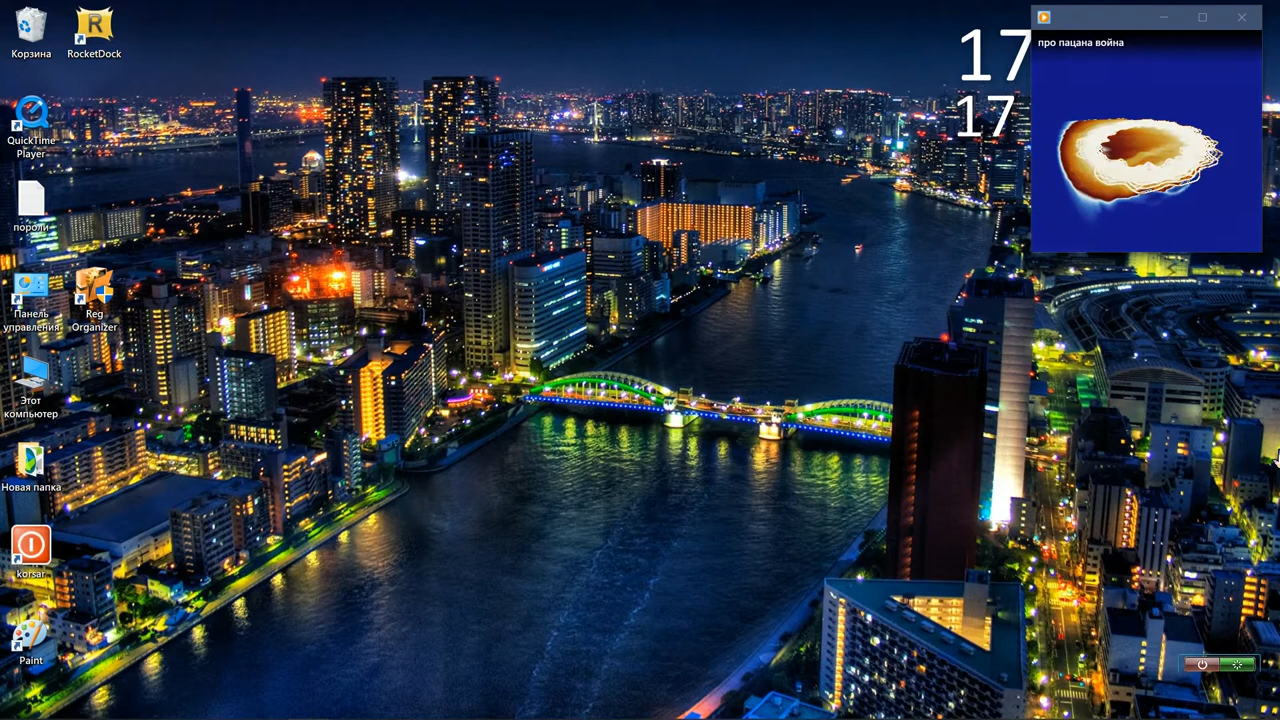 Корзина
RocketDock
QuickTime
Player
пороли
Панель
управления
Reg
Organizer
Этот
компьютер
Новая папка
korsar
Paint
17
17
про пацана война